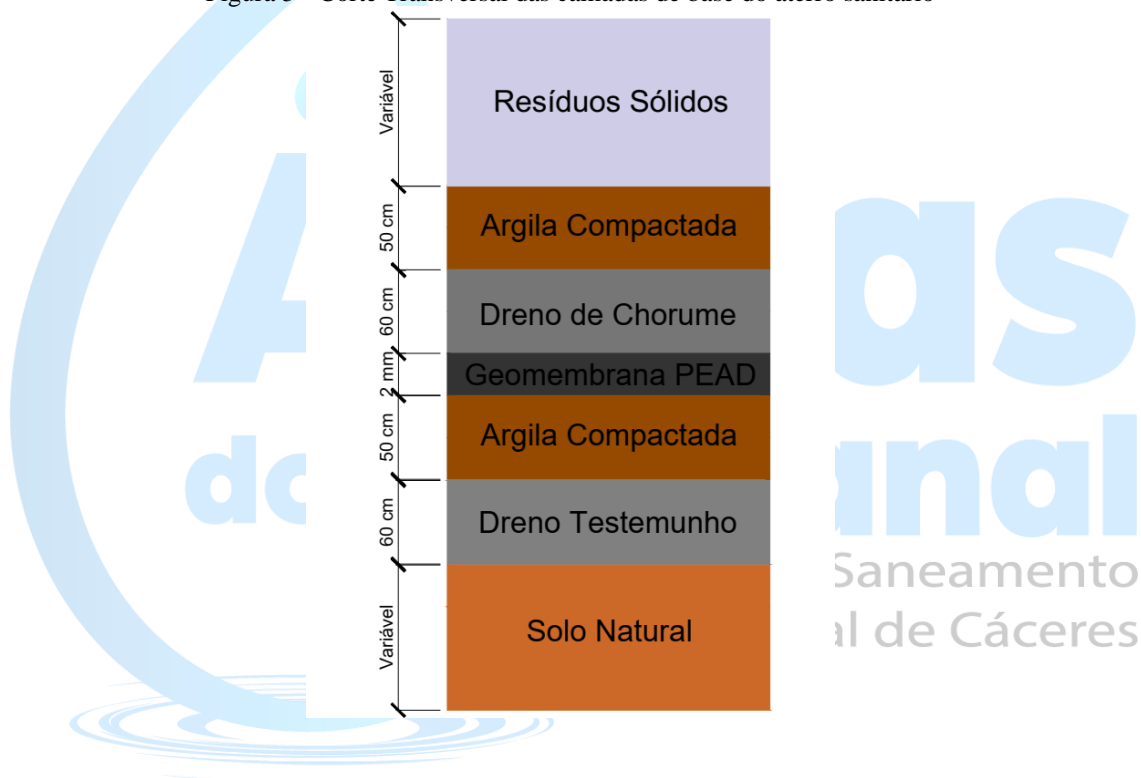 Variável
Resíduos Sólidos
50 cm
Argila Compactada
60 cm
Dreno de Chorume
2 mm
Geomembrana PEAD
50 cm
Argila Compactada
60 cm
Dreno Testemunho
Variável
Solo Natural
Saneamento
al de Cáceres